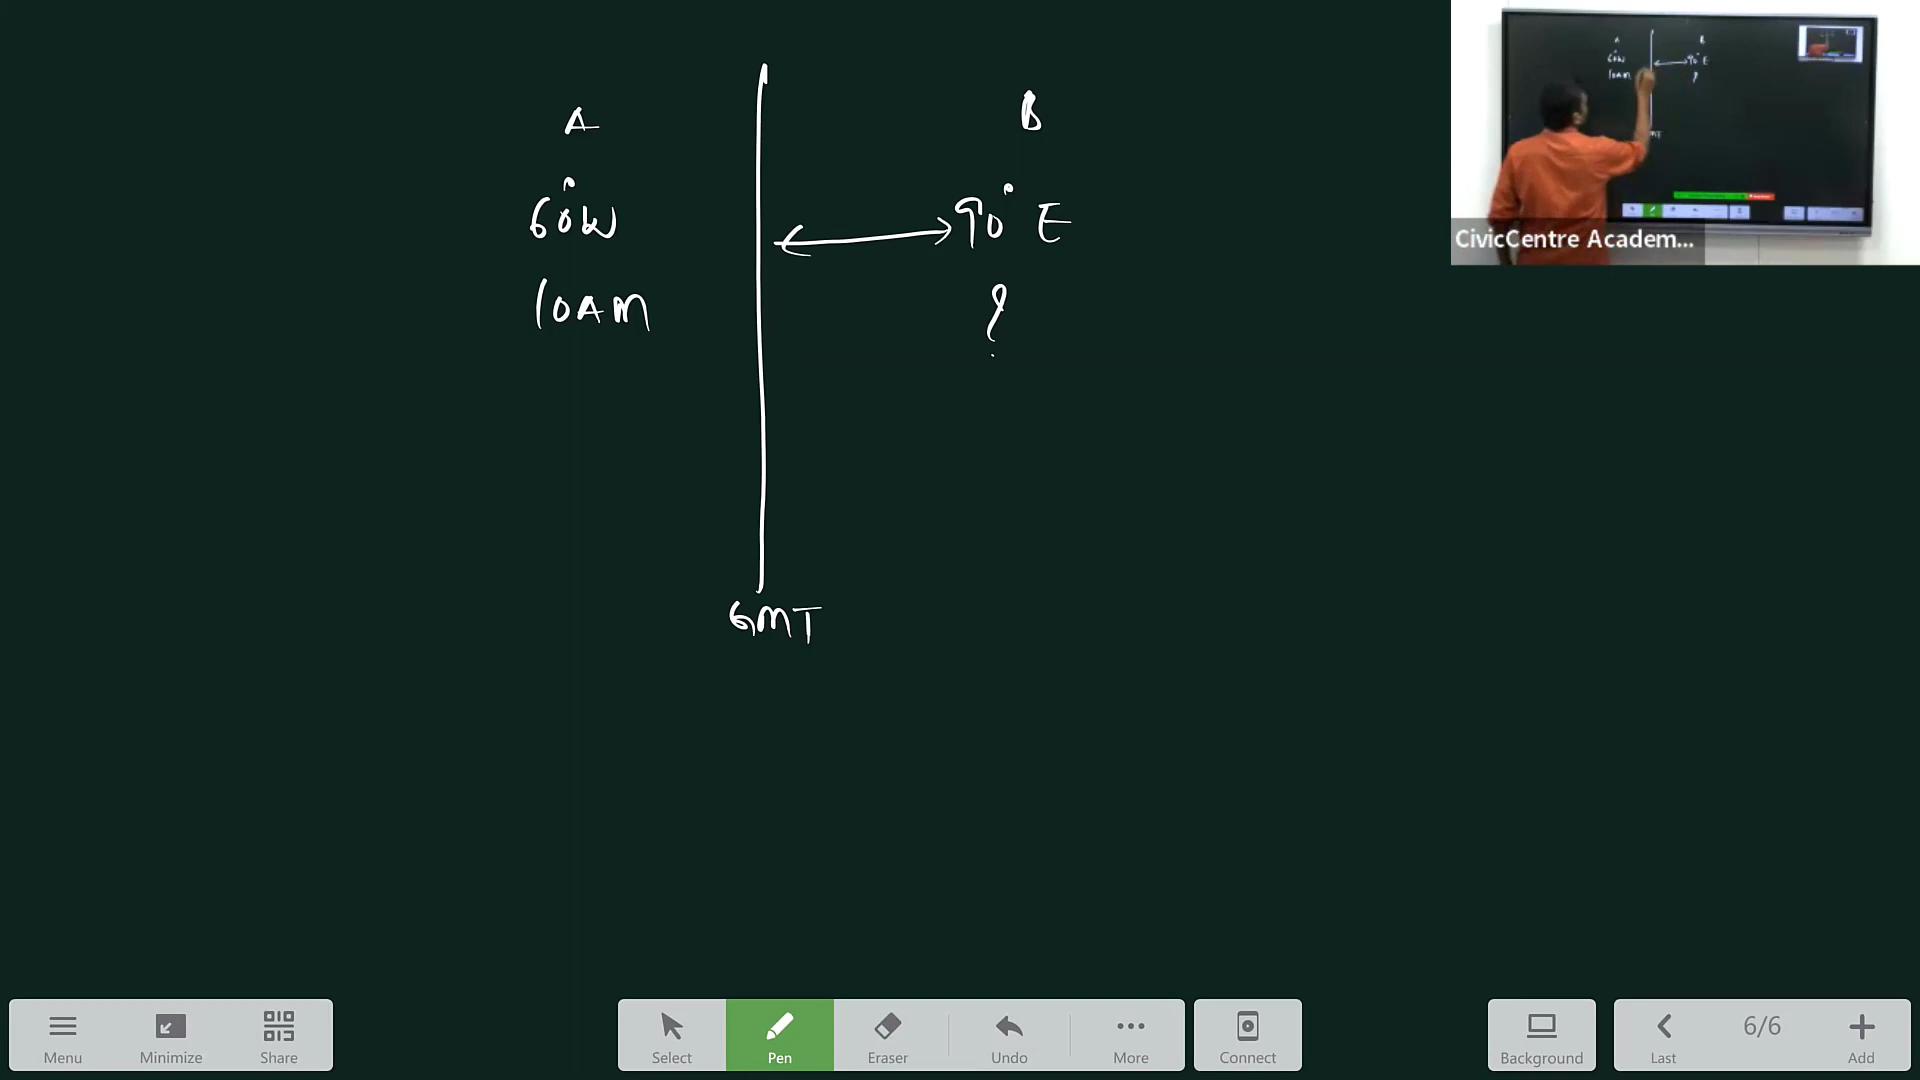 A
B
60°W
90° E
10AM
?
GMT
CivicCentre Academ...
Menu
Minimize
Share
Select
Pen
Eraser
Undo
More
Connect
Background
Last
6/6
Add